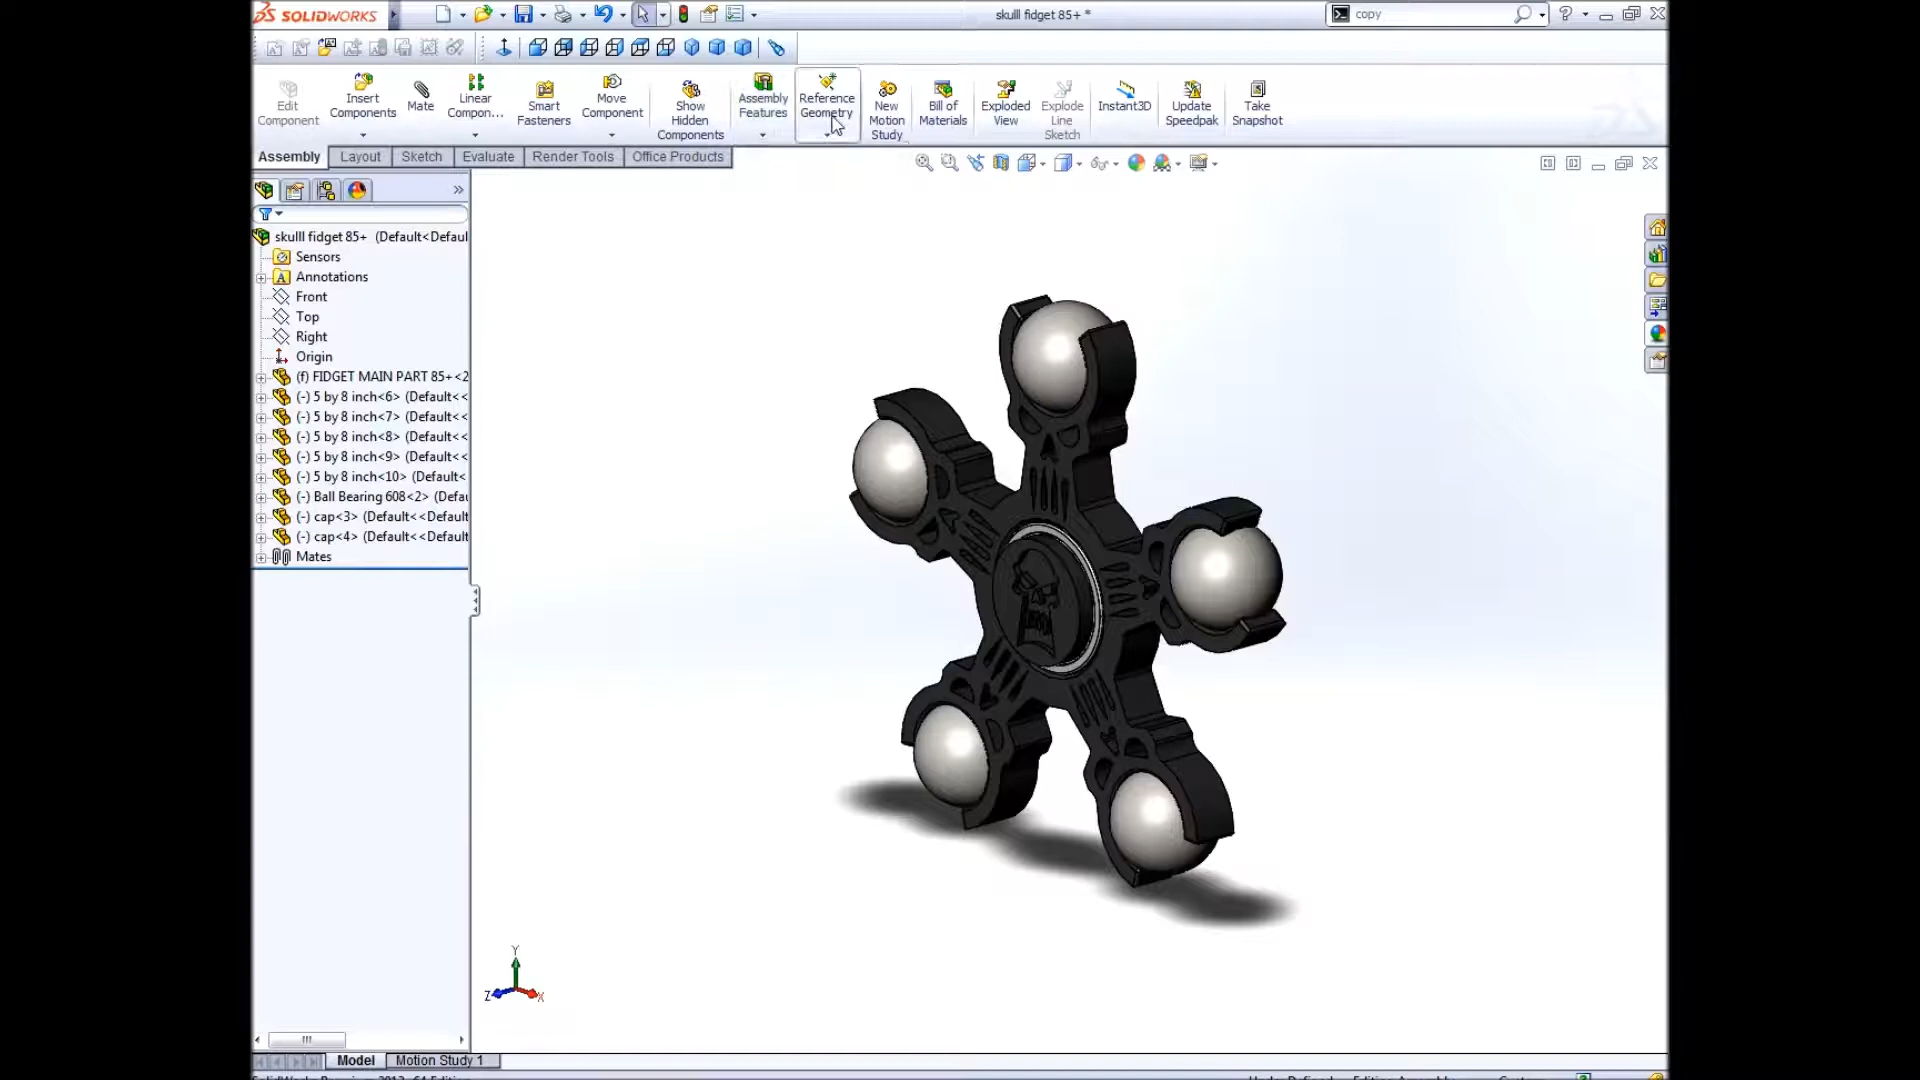 SOLIDWORKS
skulll fidget 85+ *
copy
Edit Component
Insert Components
Mate
Linear Compon...
Smart Fasteners
Move Component
Show Hidden Components
Assembly Features
Reference Geometry
New Motion Study
Bill of Materials
Exploded View
Explode Line Sketch
Instant3D
Update Speedpak
Take Snapshot
Assembly Layout Sketch Evaluate Render Tools Office Products
skulll fidget 85+ (Default<Defaul
Sensors
Annotations
Front
Top
Right
Origin
(f) FIDGET MAIN PART 85+<2
(-) 5 by 8 inch<6> (Default<<
(-) 5 by 8 inch<7> (Default<<
(-) 5 by 8 inch<8> (Default<<
(-) 5 by 8 inch<9> (Default<<
(-) 5 by 8 inch<10> (Default<
(-) Ball Bearing 608<2> (Defau
(-) cap<3> (Default<<Default
(-) cap<4> (Default<<Default
Mates
Y
Z X
Model Motion Study 1